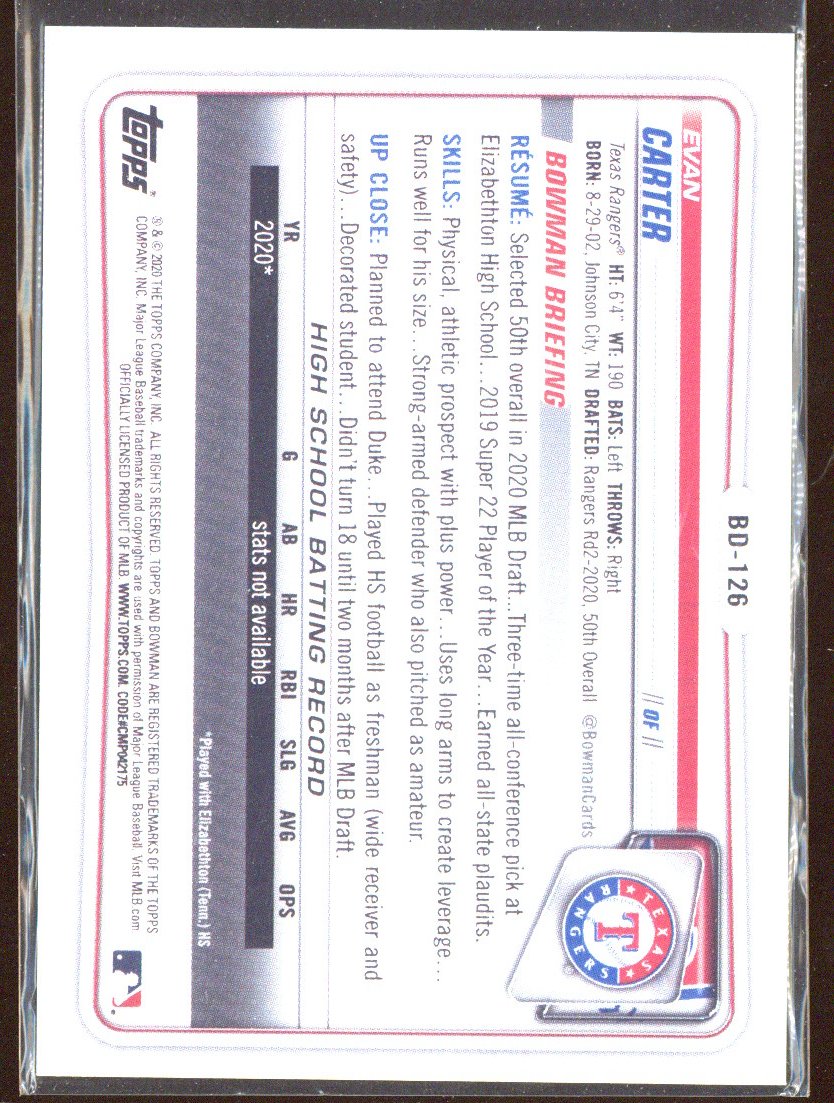 BD-126
EVAN
CARTER
|| OF ||
Texas Rangers® HT: 6'4" WT: 190 BATS: Left THROWS: Right
BORN: 8-29-02, Johnson City, TN DRAFTED: Rangers Rd2-2020, 50th Overall @BowmanCards
TEXAS
T
RANGERS
BOWMAN BRIEFING
RÉSUMÉ: Selected 50th overall in 2020 MLB Draft...Three-time all-conference pick at
Elizabethton High School...2019 Super 22 Player of the Year...Earned all-state plaudits.
SKILLS: Physical, athletic prospect with plus power...Uses long arms to create leverage...
Runs well for his size...Strong-armed defender who also pitched as amateur.
UP CLOSE: Planned to attend Duke...Played HS football as freshman (wide receiver and
safety)...Decorated student...Didn't turn 18 until two months after MLB Draft.
HIGH SCHOOL BATTING RECORD
YR G AB HR RBI SLG AVG OPS
2020* stats not available
*Played with Elizabethton (Tenn.) HS
topps®
® & © 2020 THE TOPPS COMPANY, INC. ALL RIGHTS RESERVED. TOPPS AND BOWMAN ARE REGISTERED TRADEMARKS OF THE TOPPS
COMPANY, INC. Major League Baseball trademarks and copyrights are used with permission of Major League Baseball. Visit MLB.com
OFFICIALLY LICENSED PRODUCT OF MLB. WWW.TOPPS.COM. CODE#CMP042175